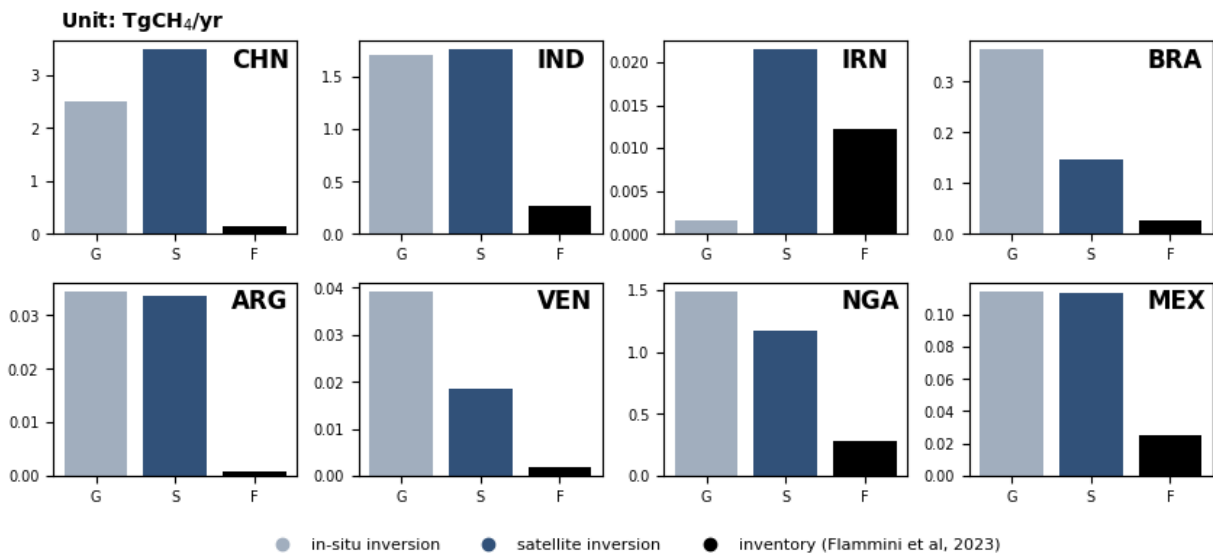 Unit: TgCH₄/yr
CHN
3
2
1
0
G S F
IND
1.5
1.0
0.5
0.0
G S F
IRN
0.020
0.015
0.010
0.005
0.000
G S F
BRA
0.3
0.2
0.1
0.0
G S F
ARG
0.03
0.02
0.01
0.00
G S F
VEN
0.04
0.03
0.02
0.01
0.00
G S F
NGA
1.5
1.0
0.5
0.0
G S F
MEX
0.10
0.08
0.06
0.04
0.02
0.00
G S F
in-situ inversion satellite inversion inventory (Flammini et al, 2023)